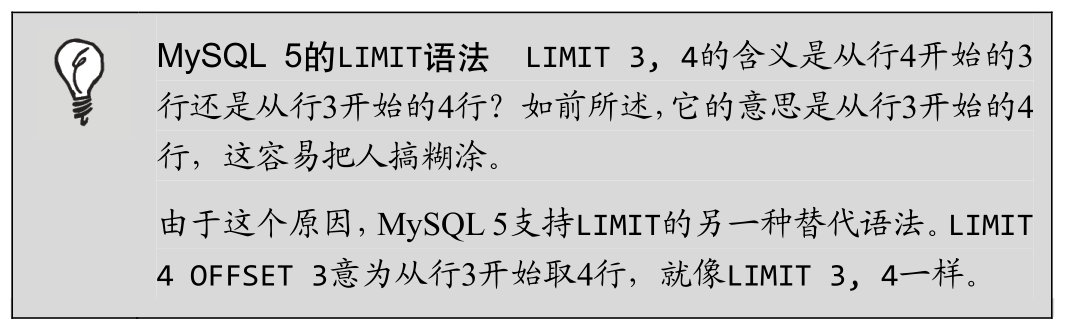 MySQL 5的LIMIT语法 LIMIT 3, 4的含义是从行4开始的3
行还是从行3开始的4行？如前所述,它的意思是从行3开始的4
行，这容易把人搞糊涂。
由于这个原因,MySQL 5支持LIMIT的另一种替代语法。LIMIT
4 OFFSET 3意为从行3开始取4行，就像LIMIT 3, 4一样。